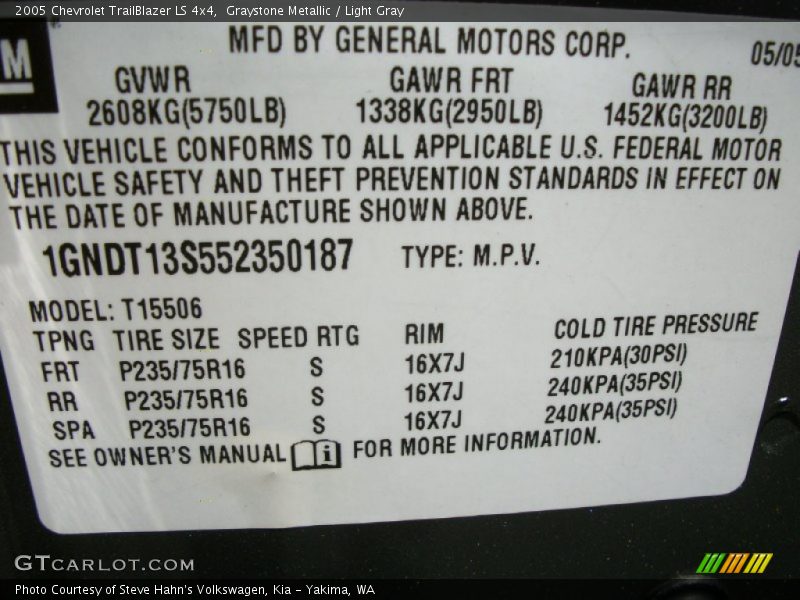 2005 Chevrolet TrailBlazer LS 4x4,  Graystone Metallic / Light Gray
GM
MFD BY GENERAL MOTORS CORP.
05/05
GVWR GAWR FRT GAWR RR
2608KG(5750LB) 1338KG(2950LB) 1452KG(3200LB)
THIS VEHICLE CONFORMS TO ALL APPLICABLE U.S. FEDERAL MOTOR
VEHICLE SAFETY AND THEFT PREVENTION STANDARDS IN EFFECT ON
THE DATE OF MANUFACTURE SHOWN ABOVE.
1GNDT13S552350187 TYPE: M.P.V.
MODEL: T15506
TPNG TIRE SIZE SPEED RTG RIM COLD TIRE PRESSURE
FRT P235/75R16 S 16X7J 210KPA(30PSI)
RR P235/75R16 S 16X7J 240KPA(35PSI)
SPA P235/75R16 S 16X7J 240KPA(35PSI)
SEE OWNER'S MANUAL i FOR MORE INFORMATION.
GTCARLOT.COM
Photo Courtesy of Steve Hahn's Volkswagen, Kia - Yakima, WA